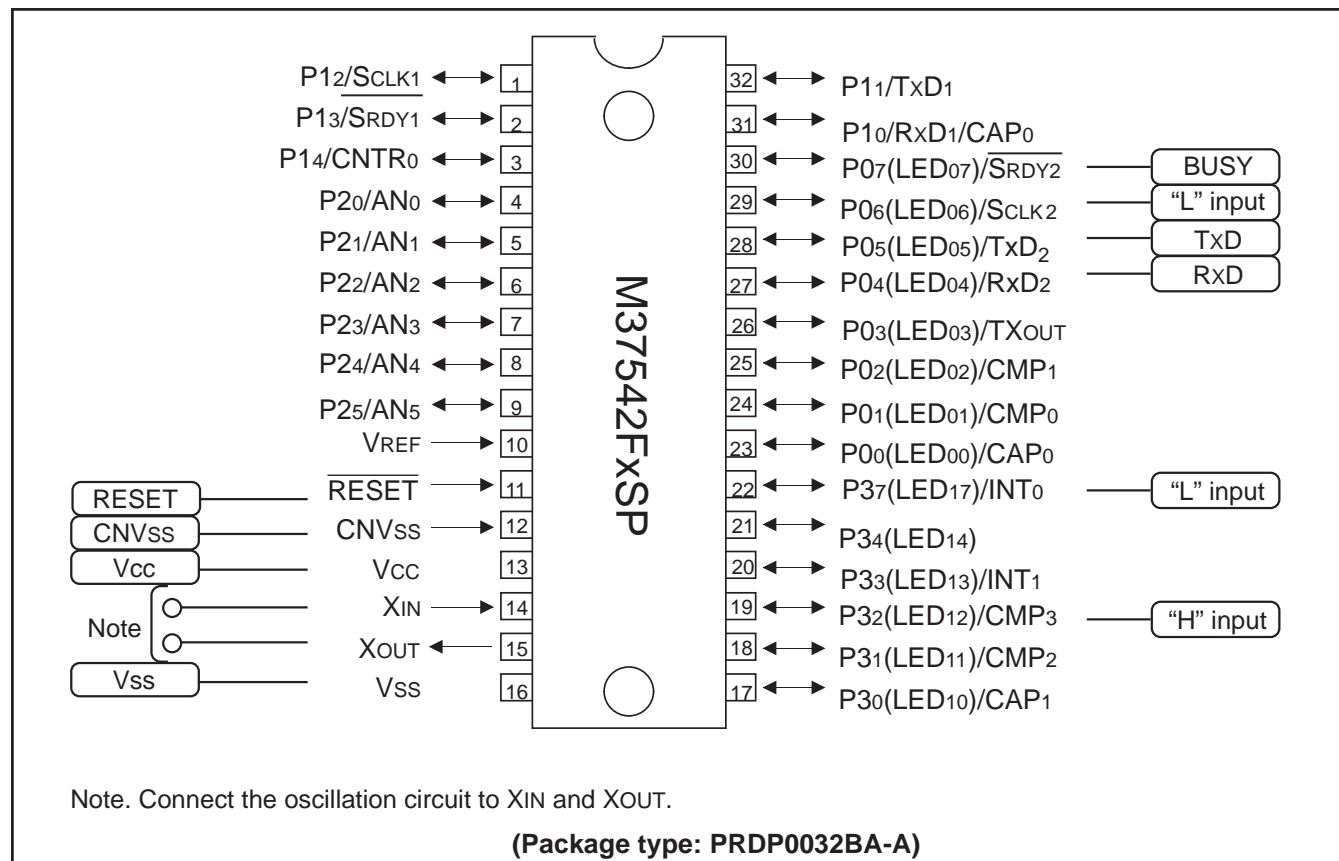 P12/SCLK1 1
P13/SRDY1 2
P14/CNTR0 3
P20/AN0 4
P21/AN1 5
P22/AN2 6
P23/AN3 7
P24/AN4 8
P25/AN5 9
VREF 10
RESET RESET 11
CNVSS CNVSS 12
Vcc VCC 13
Note XIN 14
XOUT 15
Vss VSS 16
M37542FxSP
32 P11/TXD1
31 P10/RXD1/CAP0
30 P07(LED07)/SRDY2 BUSY
29 P06(LED06)/SCLK2 “L” input
28 P05(LED05)/TxD2 TXD
27 P04(LED04)/RxD2 RXD
26 P03(LED03)/TXOUT
25 P02(LED02)/CMP1
24 P01(LED01)/CMP0
23 P00(LED00)/CAP0
22 P37(LED17)/INT0 “L” input
21 P34(LED14)
20 P33(LED13)/INT1
19 P32(LED12)/CMP3 “H” input
18 P31(LED11)/CMP2
17 P30(LED10)/CAP1
Note. Connect the oscillation circuit to XIN and XOUT.
(Package type: PRDP0032BA-A)